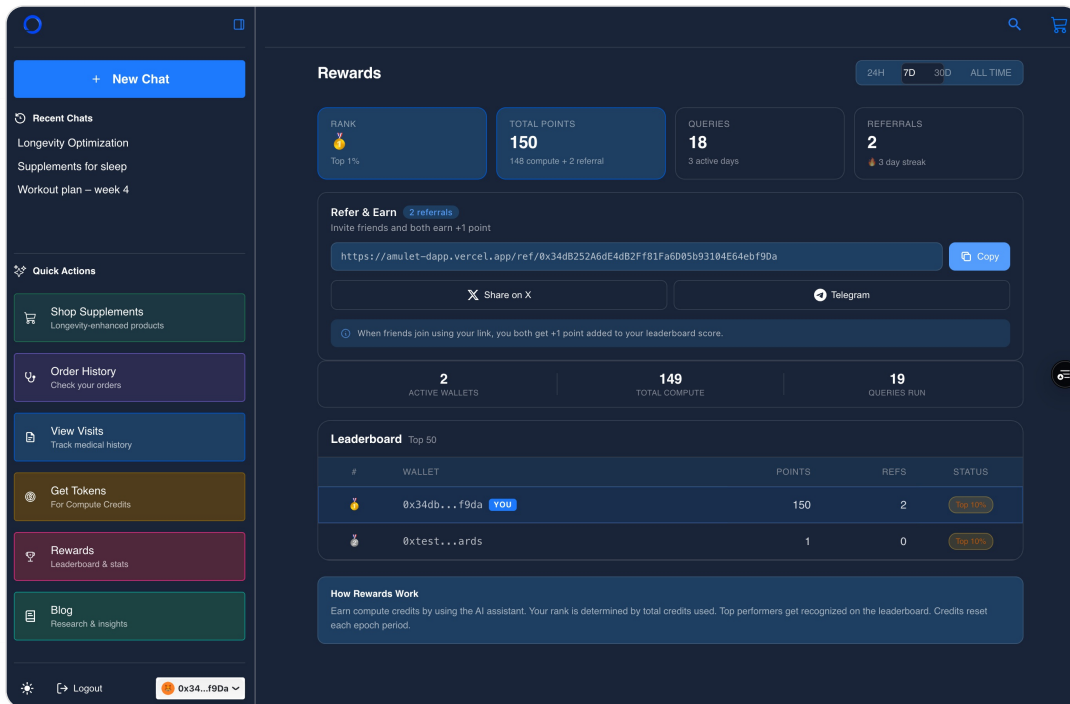 + New Chat
Recent Chats
Longevity Optimization
Supplements for sleep
Workout plan – week 4
Quick Actions
Shop Supplements
Longevity-enhanced products
Order History
Check your orders
View Visits
Track medical history
Get Tokens
For Compute Credits
Rewards
Leaderboard & stats
Blog
Research & insights
Logout
0x34...f9Da
Rewards
24H 7D 30D ALL TIME
RANK
Top 1%
TOTAL POINTS
150
148 compute + 2 referral
QUERIES
18
3 active days
REFERRALS
2
3 day streak
Refer & Earn 2 referrals
Invite friends and both earn +1 point
https://amulet-dapp.vercel.app/ref/0x34dB252A6dE4dB2Ff81Fa6D05b93104E64ebf9Da
Copy
Share on X
Telegram
When friends join using your link, you both get +1 point added to your leaderboard score.
2
ACTIVE WALLETS
149
TOTAL COMPUTE
19
QUERIES RUN
Leaderboard Top 50
# WALLET POINTS REFS STATUS
0x34db...f9da YOU 150 2 Top 10%
0xtest...ards 1 0 Top 10%
How Rewards Work
Earn compute credits by using the AI assistant. Your rank is determined by total credits used. Top performers get recognized on the leaderboard. Credits reset
each epoch period.